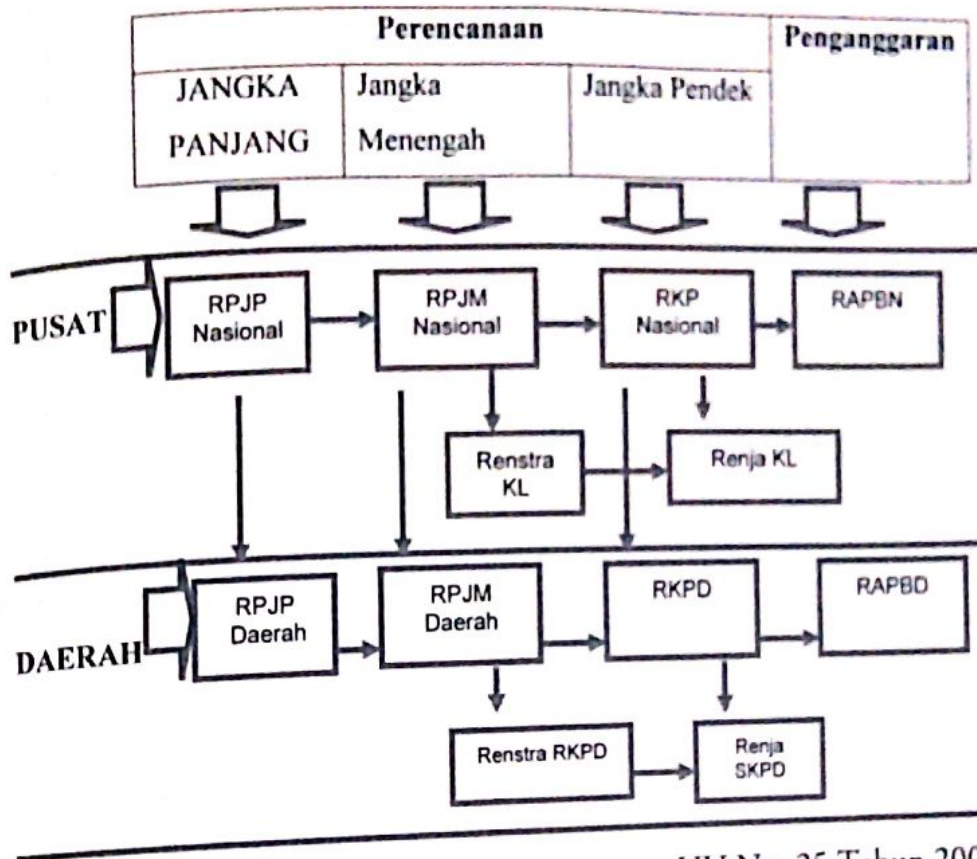 Perencanaan
Penganggaran
JANGKA
PANJANG
Jangka
Menengah
Jangka Pendek
PUSAT
RPJP
Nasional
RPJM
Nasional
RKP
Nasional
RAPBN
Renstra
KL
Renja KL
DAERAH
RPJP
Daerah
RPJM
Daerah
RKPD
RAPBD
Renstra RKPD
Renja
SKPD
25 Tahun